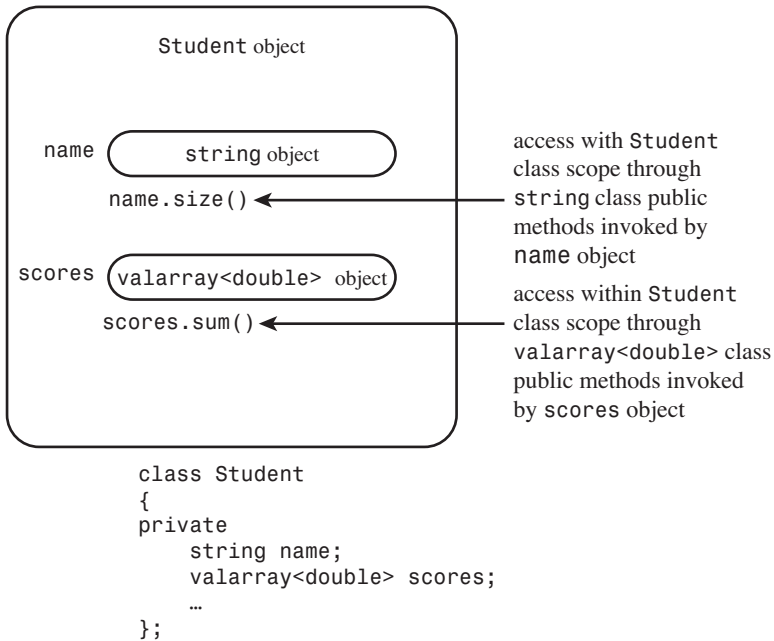 Student object
name
string object
name.size()
access with Student
class scope through
string class public
methods invoked by
name object
scores
valarray<double> object
scores.sum()
access within Student
class scope through
valarray<double> class
public methods invoked
by scores object
class Student
{
private
string name;
valarray<double> scores;
…
};